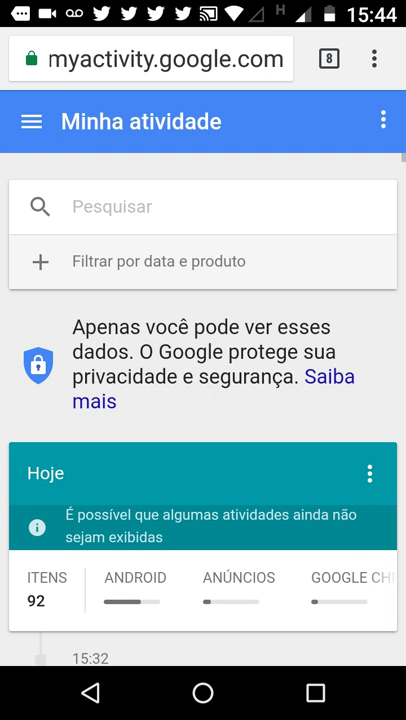 H
15:44
myactivity.google.com
8
Minha atividade
Pesquisar
Filtrar por data e produto
Apenas você pode ver esses
dados. O Google protege sua
privacidade e segurança. Saiba
mais
Hoje
É possível que algumas atividades ainda não
sejam exibidas
ITENS ANDROID ANÚNCIOS GOOGLE CH
92
15:32